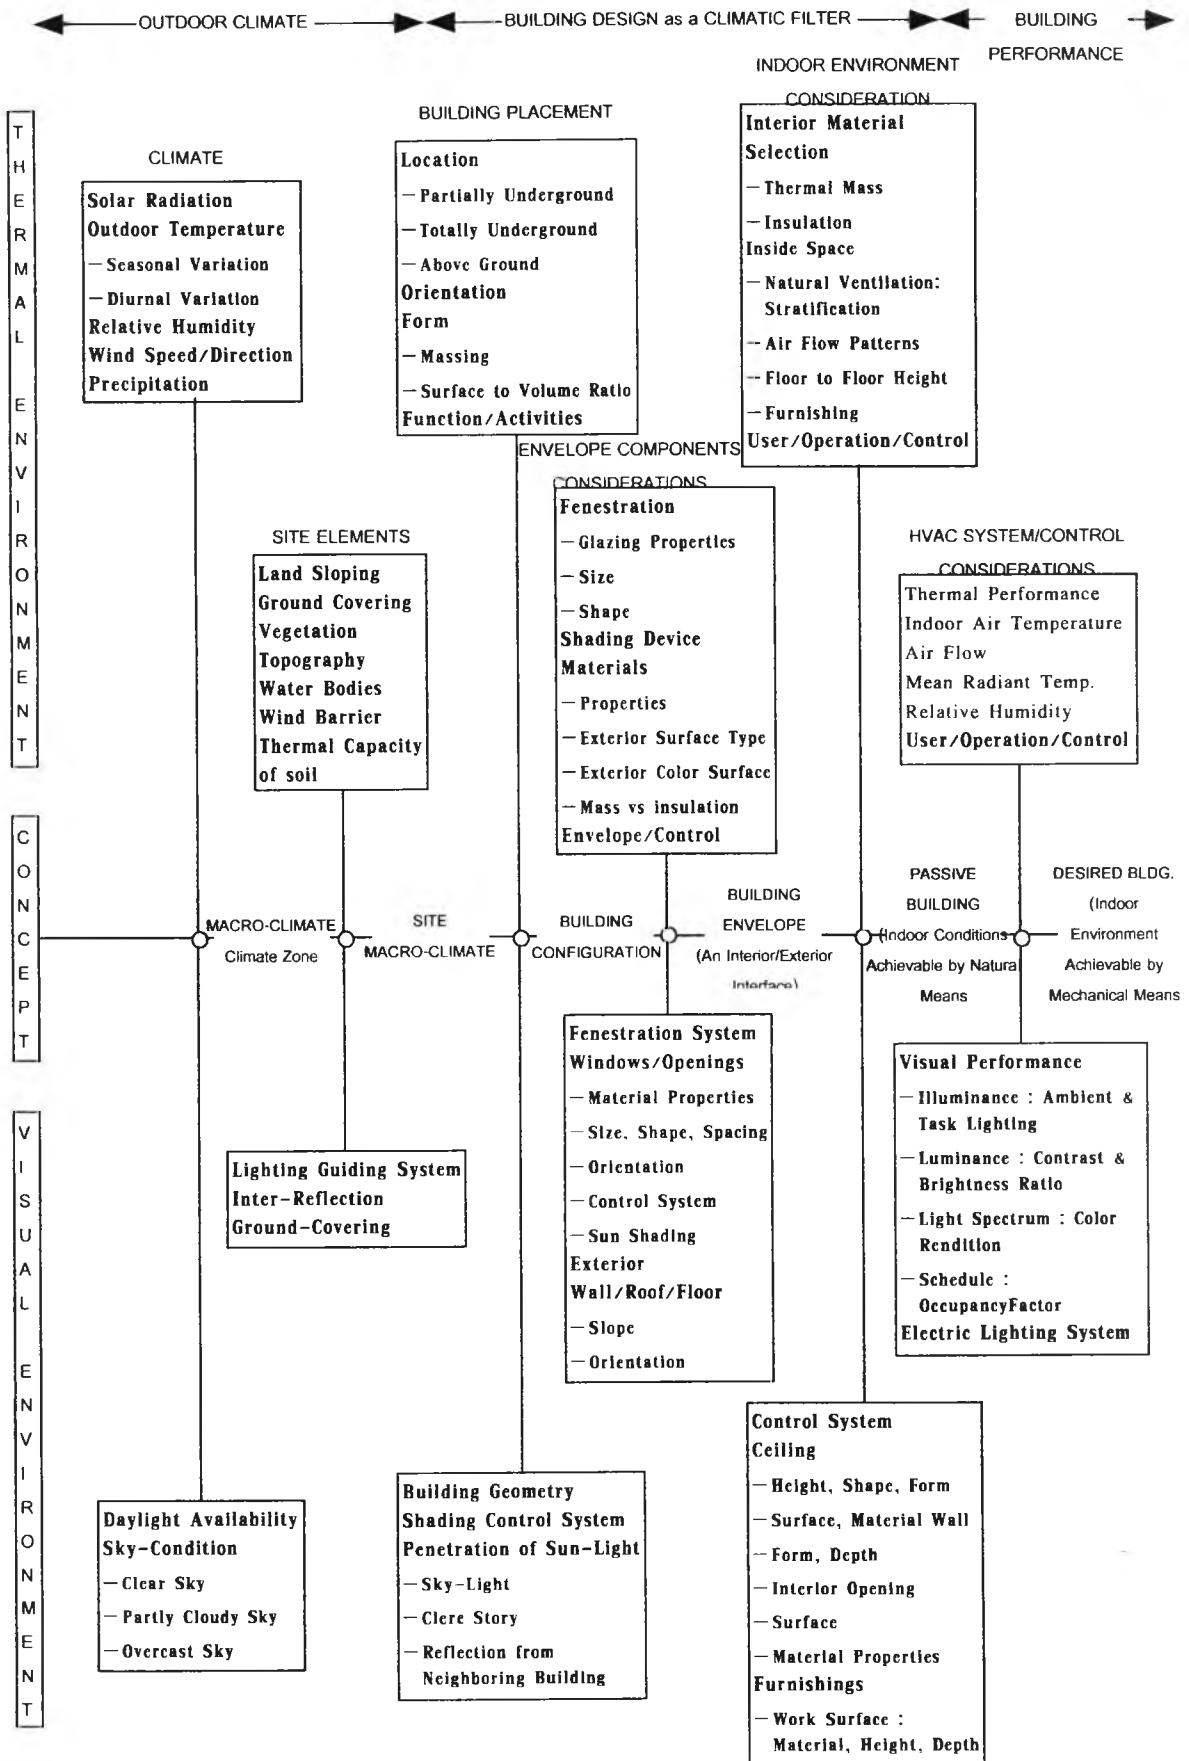 OUTDOOR CLIMATE
BUILDING DESIGN as a CLIMATIC FILTER
BUILDING
PERFORMANCE
THERMAL ENVIRONMENT
CLIMATE
Solar Radiation
Outdoor Temperature
— Seasonal Variation
— Diurnal Variation
Relative Humidity
Wind Speed/Direction
Precipitation
SITE ELEMENTS
Land Sloping
Ground Covering
Vegetation
Topography
Water Bodies
Wind Barrier
Thermal Capacity
of soil
BUILDING PLACEMENT
Location
— Partially Underground
— Totally Underground
— Above Ground
Orientation
Form
— Massing
— Surface to Volume Ratio
Function/Activities
ENVELOPE COMPONENTS
CONSIDERATIONS
Fenestration
— Glazing Properties
— Size
— Shape
Shading Device
Materials
— Properties
— Exterior Surface Type
— Exterior Color Surface
— Mass vs insulation
Envelope/Control
INDOOR ENVIRONMENT
CONSIDERATION
Interior Material
Selection
— Thermal Mass
— Insulation
Inside Space
— Natural Ventilation:
Stratification
— Air Flow Patterns
— Floor to Floor Height
— Furnishing
User/Operation/Control
HVAC SYSTEM/CONTROL
CONSIDERATIONS
Thermal Performance
Indoor Air Temperature
Air Flow
Mean Radiant Temp.
Relative Humidity
User/Operation/Control
CONCEPT
MACRO-CLIMATE
Climate Zone
SITE
MACRO-CLIMATE
BUILDING
CONFIGURATION
BUILDING
ENVELOPE
(An Interior/Exterior
Interface)
PASSIVE
BUILDING
(Indoor Conditions
Achievable by Natural
Means
DESIRED BLDG.
(Indoor
Environment
Achievable by
Mechanical Means
VISUAL ENVIRONMENT
Daylight Availability
Sky-Condition
— Clear Sky
— Partly Cloudy Sky
— Overcast Sky
Lighting Guiding System
Inter-Reflection
Ground-Covering
Building Geometry
Shading Control System
Penetration of Sun-Light
— Sky-Light
— Clere Story
— Reflection from
Neighboring Building
Fenestration System
Windows/Openings
— Material Properties
— Size, Shape, Spacing
— Orientation
— Control System
— Sun Shading
Exterior
Wall/Roof/Floor
— Slope
— Orientation
Control System
Ceiling
— Height, Shape, Form
— Surface, Material Wall
— Form, Depth
— Interior Opening
— Surface
— Material Properties
Furnishings
— Work Surface :
Material, Height, Depth
Visual Performance
— Illuminance : Ambient &
Task Lighting
— Luminance : Contrast &
Brightness Ratio
— Light Spectrum : Color
Rendition
— Schedule :
OccupancyFactor
Electric Lighting System